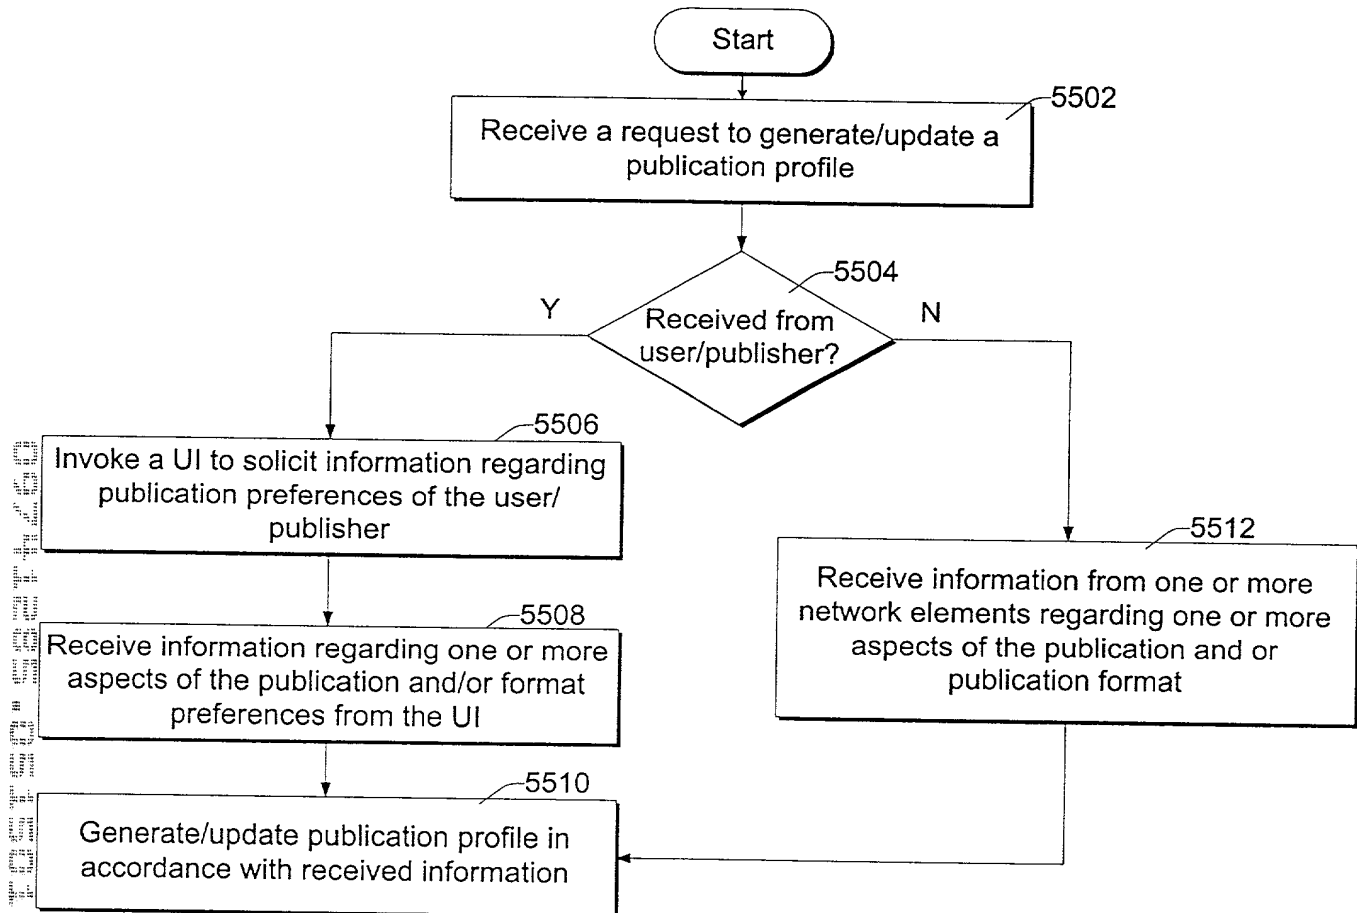 Start
5502
Receive a request to generate/update a
publication profile
5504
Received from
user/publisher?
Y
N
5506
Invoke a UI to solicit information regarding
publication preferences of the user/
publisher
5508
Receive information regarding one or more
aspects of the publication and/or format
preferences from the UI
5512
Receive information from one or more
network elements regarding one or more
aspects of the publication and or
publication format
5510
Generate/update publication profile in
accordance with received information